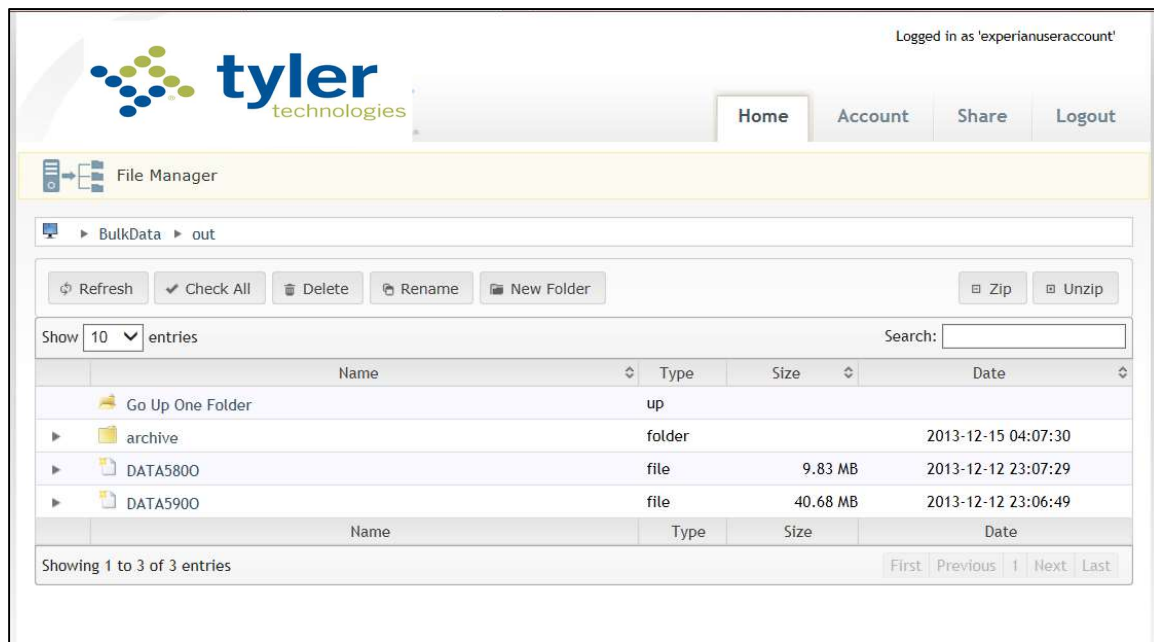 Logged in as 'experianuseraccount'
tyler
technologies
Home Account Share Logout
File Manager
BulkData out
Refresh Check All Delete Rename New Folder Zip Unzip
Show 10 entries Search:
Name Type Size Date
Go Up One Folder up
archive folder 2013-12-15 04:07:30
DATA580O file 9.83 MB 2013-12-12 23:07:29
DATA590O file 40.68 MB 2013-12-12 23:06:49
Name Type Size Date
Showing 1 to 3 of 3 entries First Previous 1 Next Last